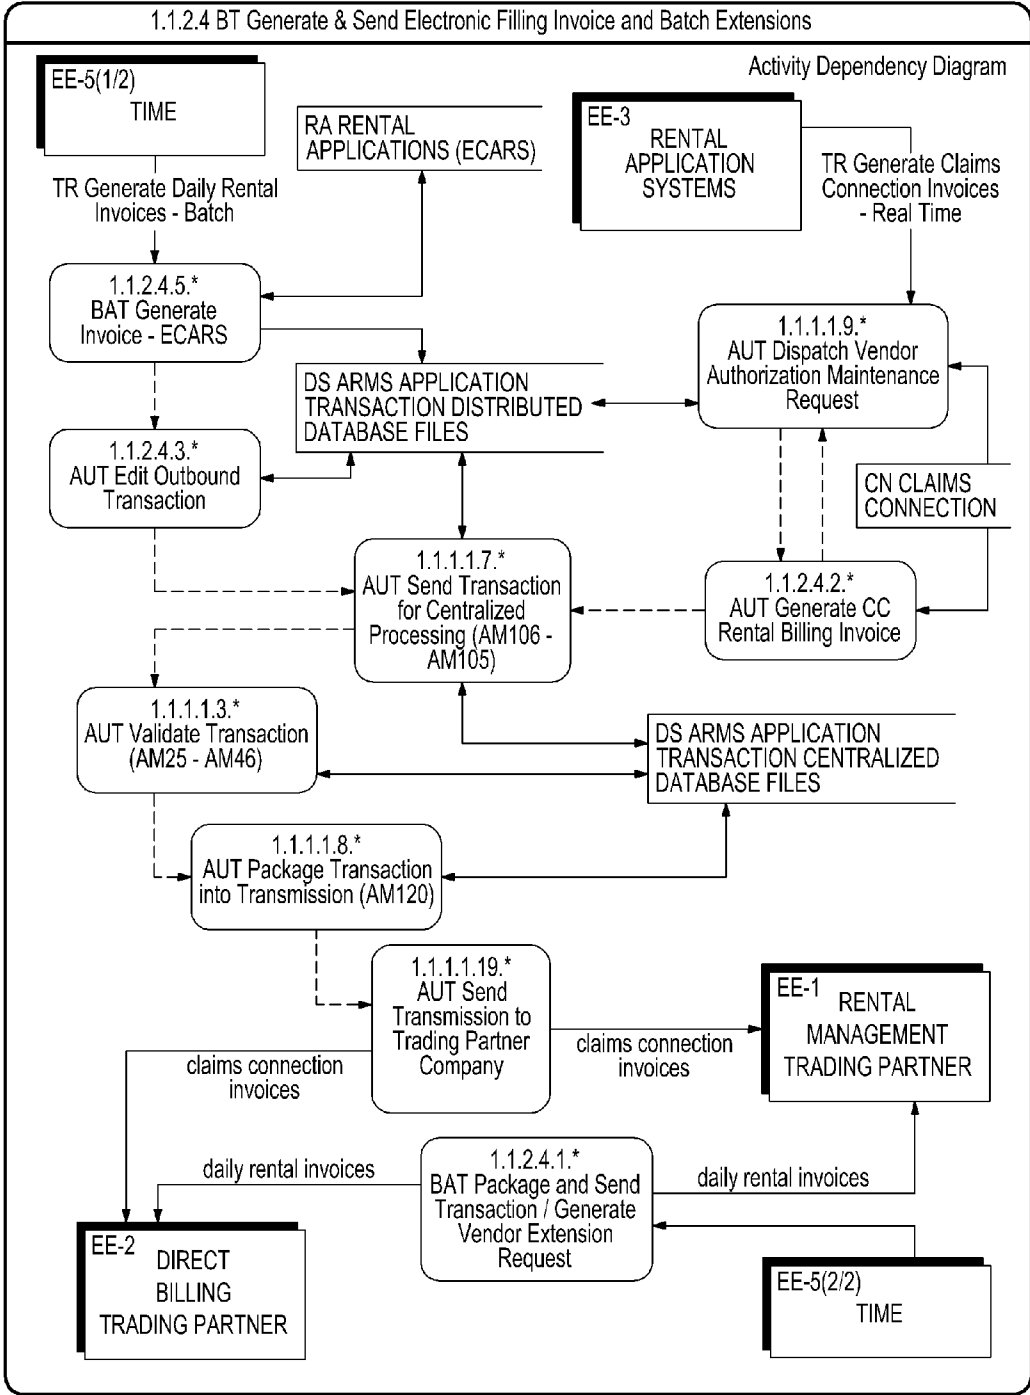 1.1.2.4 BT Generate & Send Electronic Filling Invoice and Batch Extensions
Activity Dependency Diagram
EE-5(1/2)
TIME
RA RENTAL
APPLICATIONS (ECARS)
EE-3
RENTAL
APPLICATION
SYSTEMS
TR Generate Claims
Connection Invoices
- Real Time
TR Generate Daily Rental
Invoices - Batch
1.1.2.4.5.*
BAT Generate
Invoice - ECARS
1.1.1.1.9.*
AUT Dispatch Vendor
Authorization Maintenance
Request
DS ARMS APPLICATION
TRANSACTION DISTRIBUTED
DATABASE FILES
1.1.2.4.3.*
AUT Edit Outbound
Transaction
CN CLAIMS
CONNECTION
1.1.1.1.7.*
AUT Send Transaction
for Centralized
Processing (AM106 -
AM105)
1.1.2.4.2.*
AUT Generate CC
Rental Billing Invoice
1.1.1.1.3.*
AUT Validate Transaction
(AM25 - AM46)
DS ARMS APPLICATION
TRANSACTION CENTRALIZED
DATABASE FILES
1.1.1.1.8.*
AUT Package Transaction
into Transmission (AM120)
1.1.1.1.19.*
AUT Send
Transmission to
Trading Partner
Company
EE-1
RENTAL
MANAGEMENT
TRADING PARTNER
claims connection
invoices
claims connection
invoices
daily rental invoices
1.1.2.4.1.*
BAT Package and Send
Transaction / Generate
Vendor Extension
Request
daily rental invoices
EE-2
DIRECT
BILLING
TRADING PARTNER
EE-5(2/2)
TIME